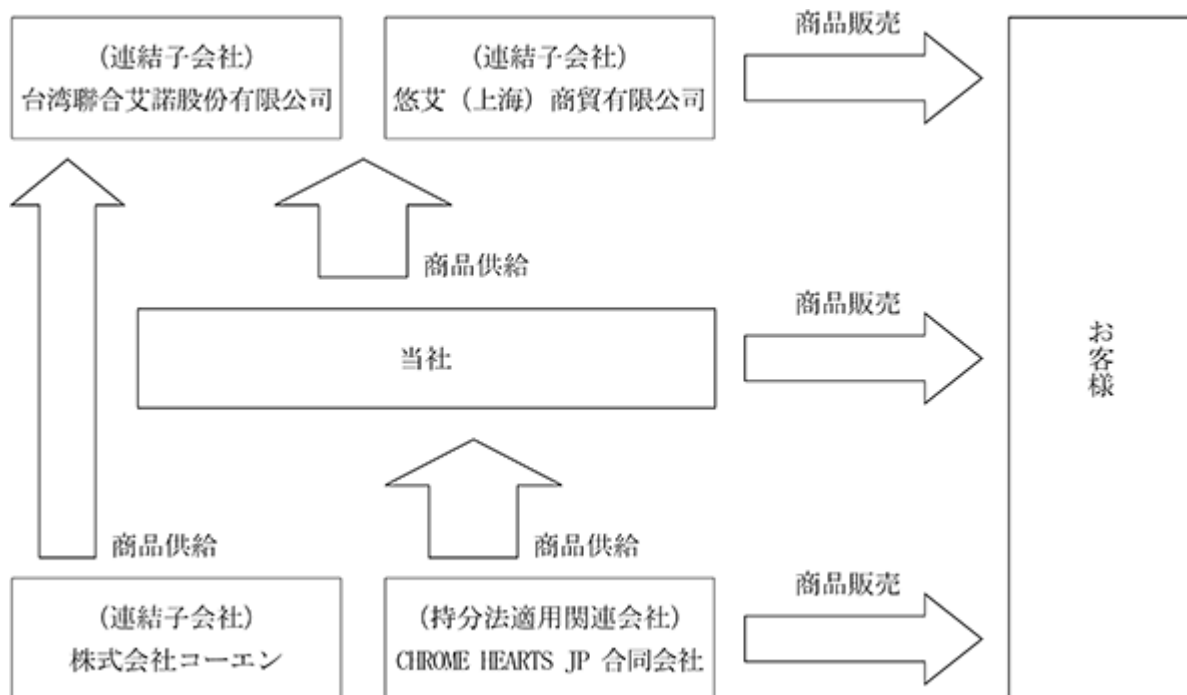 (連結子会社)
台湾聯合艾諾股份有限公司
(連結子会社)
悠艾（上海）商貿有限公司
商品販売
商品供給
当社
商品販売
お客様
商品供給
商品供給
(連結子会社)
株式会社コーエン
(持分法適用関連会社)
CHROME HEARTS JP 合同会社
商品販売